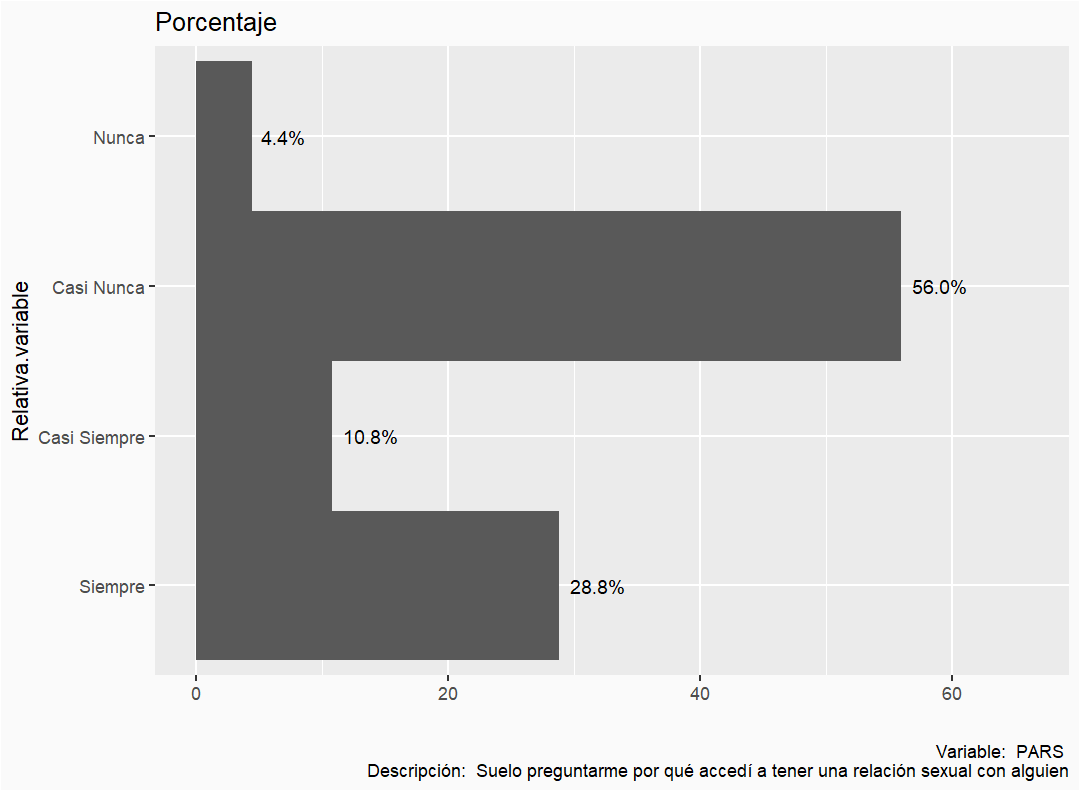 Porcentaje
Nunca
4.4%
Casi Nunca
56.0%
Relativa.variable
Casi Siempre
10.8%
Siempre
28.8%
0
20
40
60
Variable:  PARS
Descripción:  Suelo preguntarme por qué accedí a tener una relación sexual con alguien